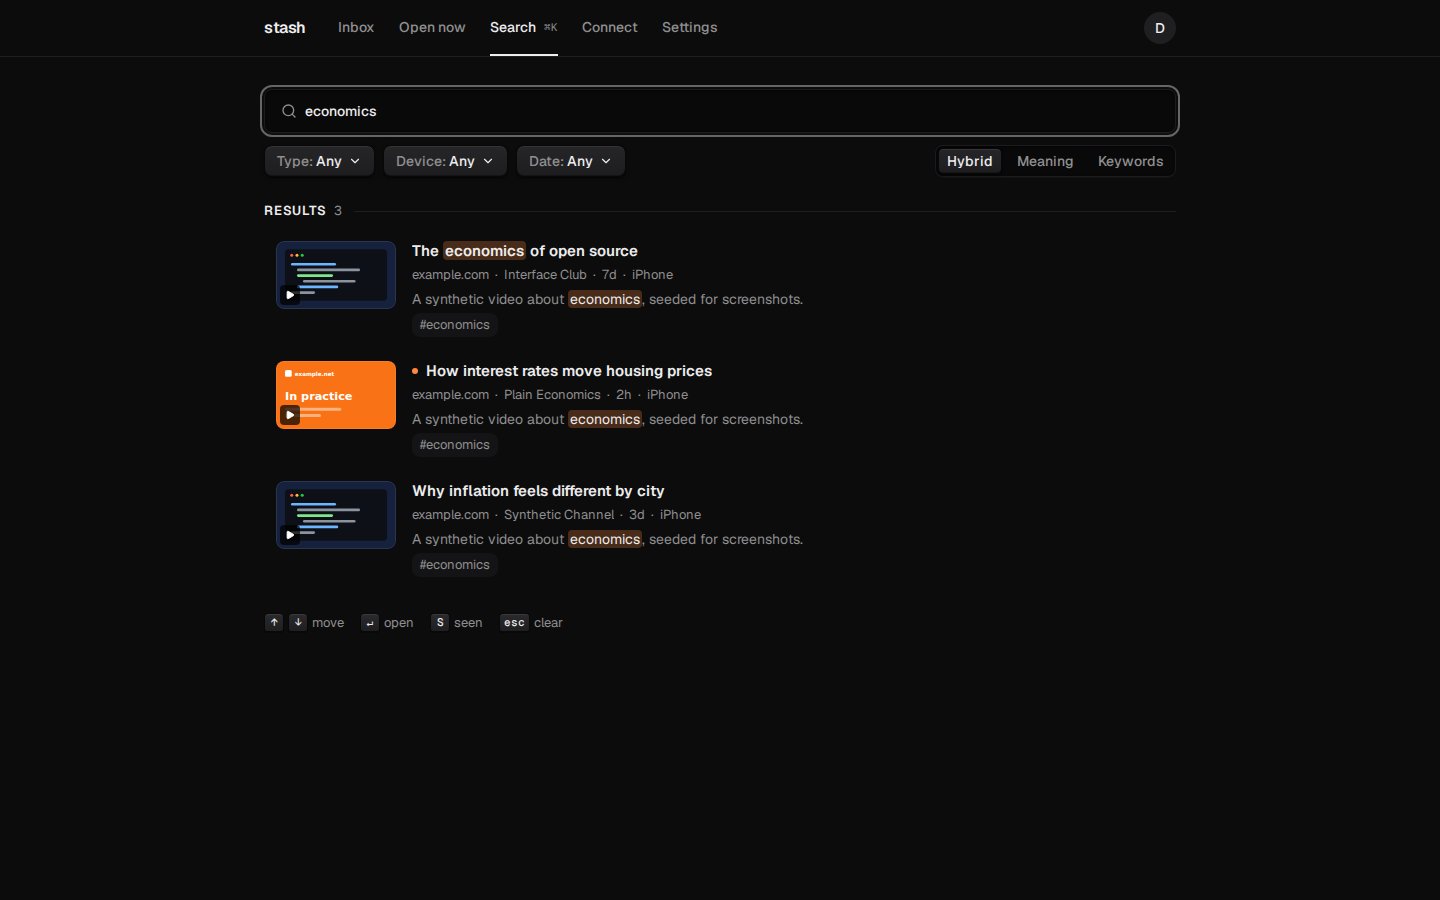 stash Inbox Open now Search ⌘K Connect Settings D
economics
Type: Any Device: Any Date: Any Hybrid Meaning Keywords
RESULTS 3
The economics of open source
example.com · Interface Club · 7d · iPhone
A synthetic video about economics, seeded for screenshots.
#economics
example.net
In practice
How interest rates move housing prices
example.com · Plain Economics · 2h · iPhone
A synthetic video about economics, seeded for screenshots.
#economics
Why inflation feels different by city
example.com · Synthetic Channel · 3d · iPhone
A synthetic video about economics, seeded for screenshots.
#economics
↑ ↓ move ↵ open S seen esc clear